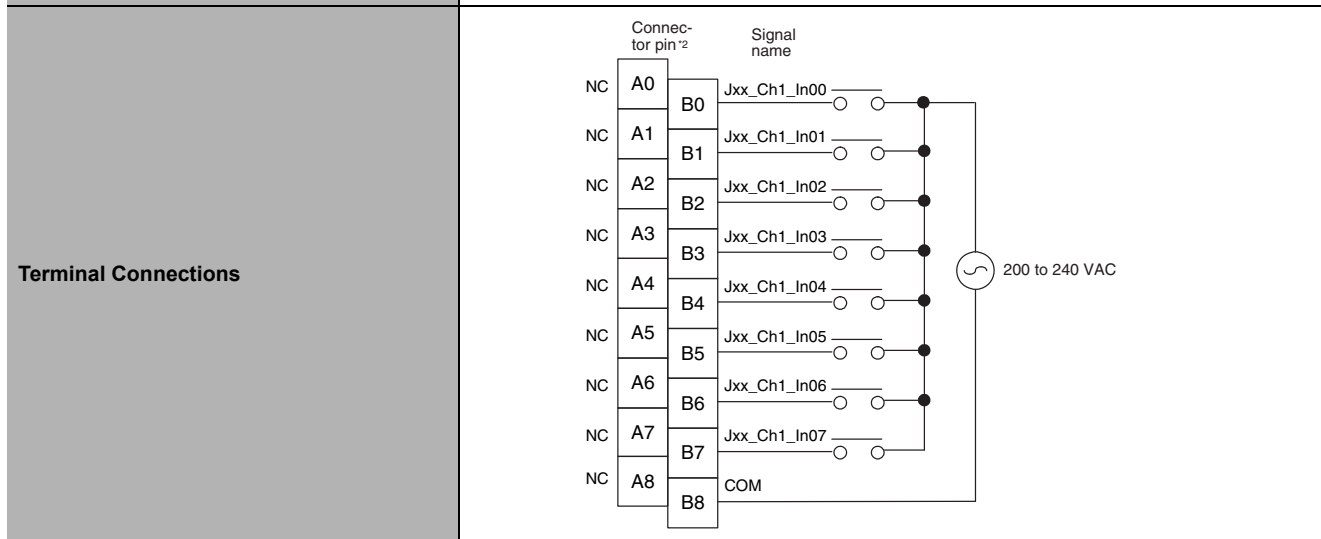 Terminal Connections
Connec-
tor pin*2
Signal
name
NC A0
B0 Jxx_Ch1_In00
NC A1
B1 Jxx_Ch1_In01
NC A2
B2 Jxx_Ch1_In02
NC A3
B3 Jxx_Ch1_In03
NC A4
B4 Jxx_Ch1_In04
NC A5
B5 Jxx_Ch1_In05
NC A6
B6 Jxx_Ch1_In06
NC A7
B7 Jxx_Ch1_In07
NC A8
B8 COM
200 to 240 VAC